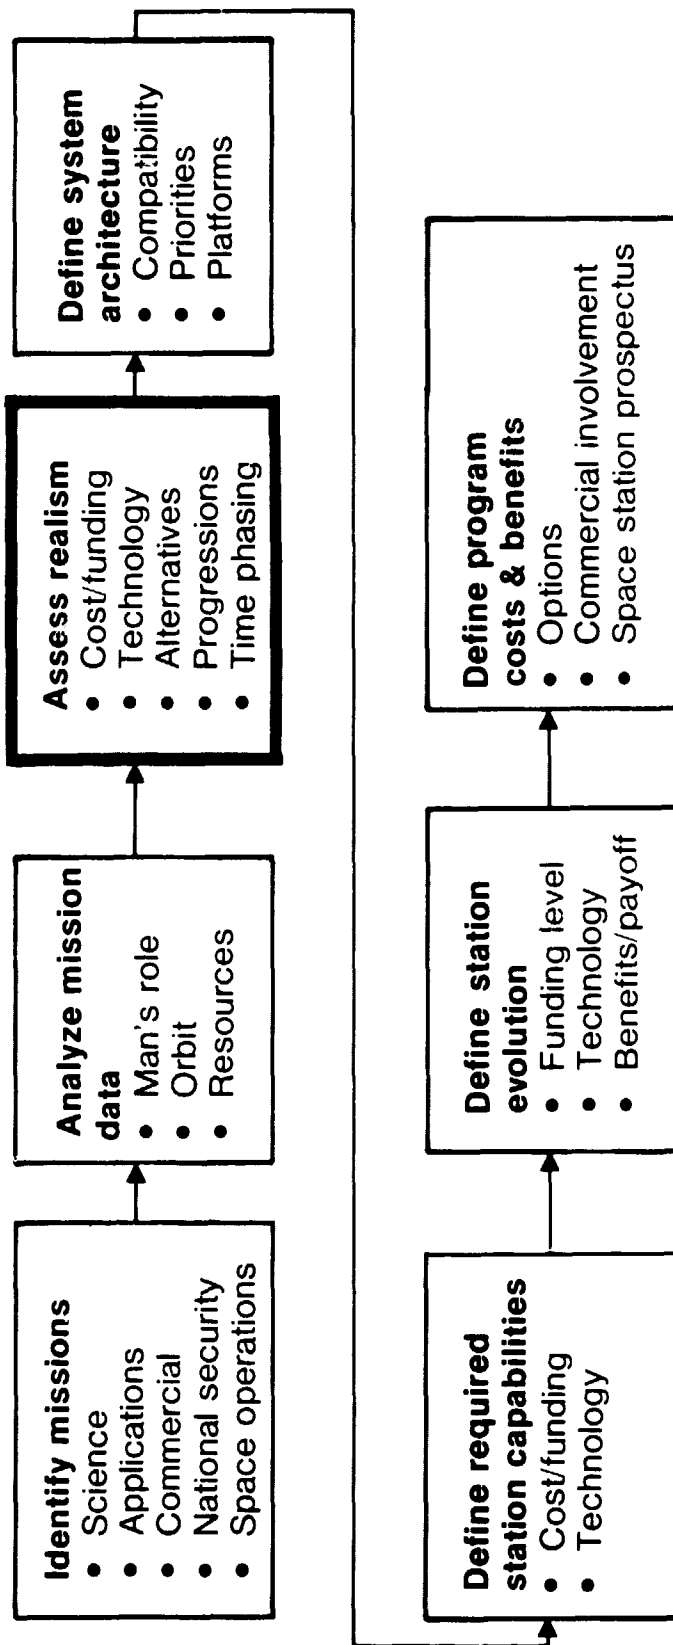 Identify missions
• Science
• Applications
• Commercial
• National security
• Space operations
Analyze mission
data
• Man's role
• Orbit
• Resources
Assess realism
• Cost/funding
• Technology
• Alternatives
• Progressions
• Time phasing
Define system
architecture
• Compatibility
• Priorities
• Platforms
Define required
station capabilities
• Cost/funding
• Technology
Define station
evolution
• Funding level
• Technology
• Benefits/payoff
Define program
costs & benefits
• Options
• Commercial involvement
• Space station prospectus